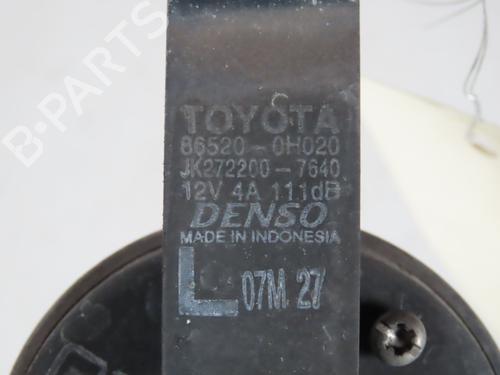 B-PARTS
TOYOTA
86520-0H020
JK272200-7640
12V 4A 111dB
DENSO
MADE IN INDONESIA
L 07M 27